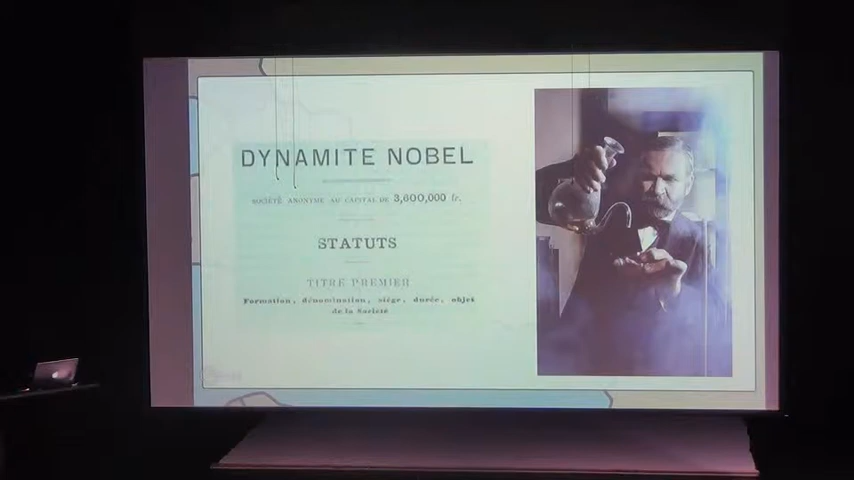 DYNAMITE NOBEL
SOCIÉTÉ ANONYME AU CAPITAL DE 3,600,000 fr.
STATUTS
TITRE PREMIER
Formation, dénomination, siége, durée, objet
de la Société